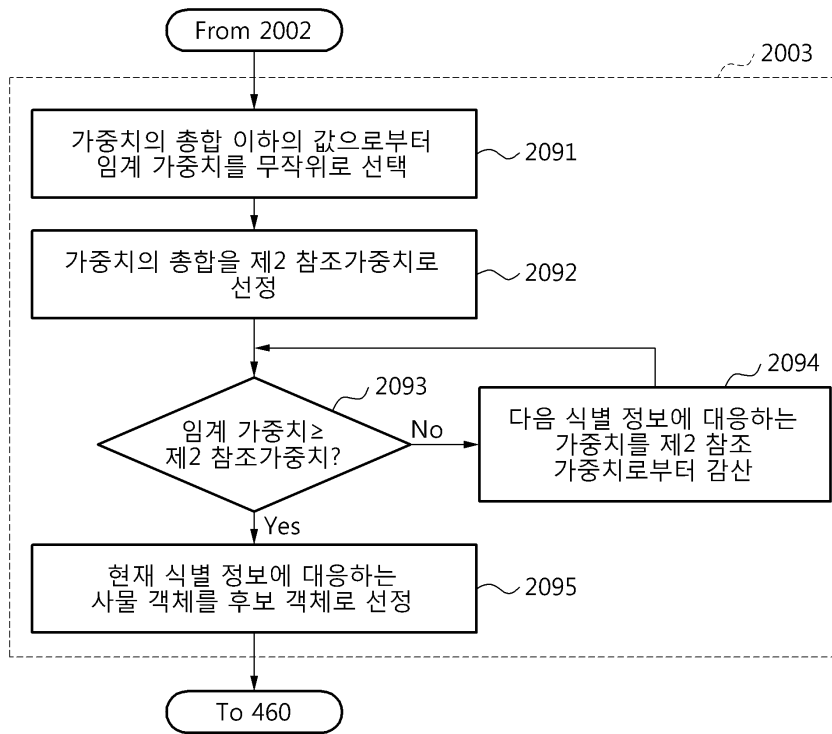 From 2002
2003
가중치의 총합 이하의 값으로부터
임계 가중치를 무작위로 선택
2091
가중치의 총합을 제2 참조가중치로
선정
2092
2093
임계 가중치≥
제2 참조가중치?
No
2094
다음 식별 정보에 대응하는
가중치를 제2 참조
가중치로부터 감산
Yes
현재 식별 정보에 대응하는
사물 객체를 후보 객체로 선정
2095
To 460